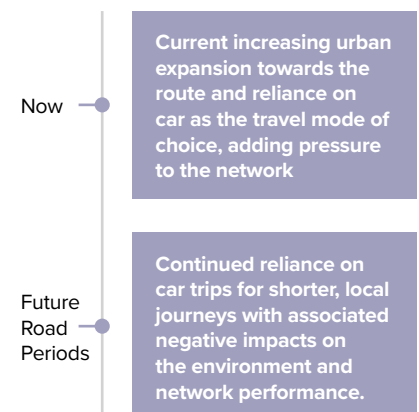 Now
Current increasing urban
expansion towards the
route and reliance on
car as the travel mode of
choice, adding pressure
to the network
Future
Road
Periods
Continued reliance on
car trips for shorter, local
journeys with associated
negative impacts on
the environment and
network performance.